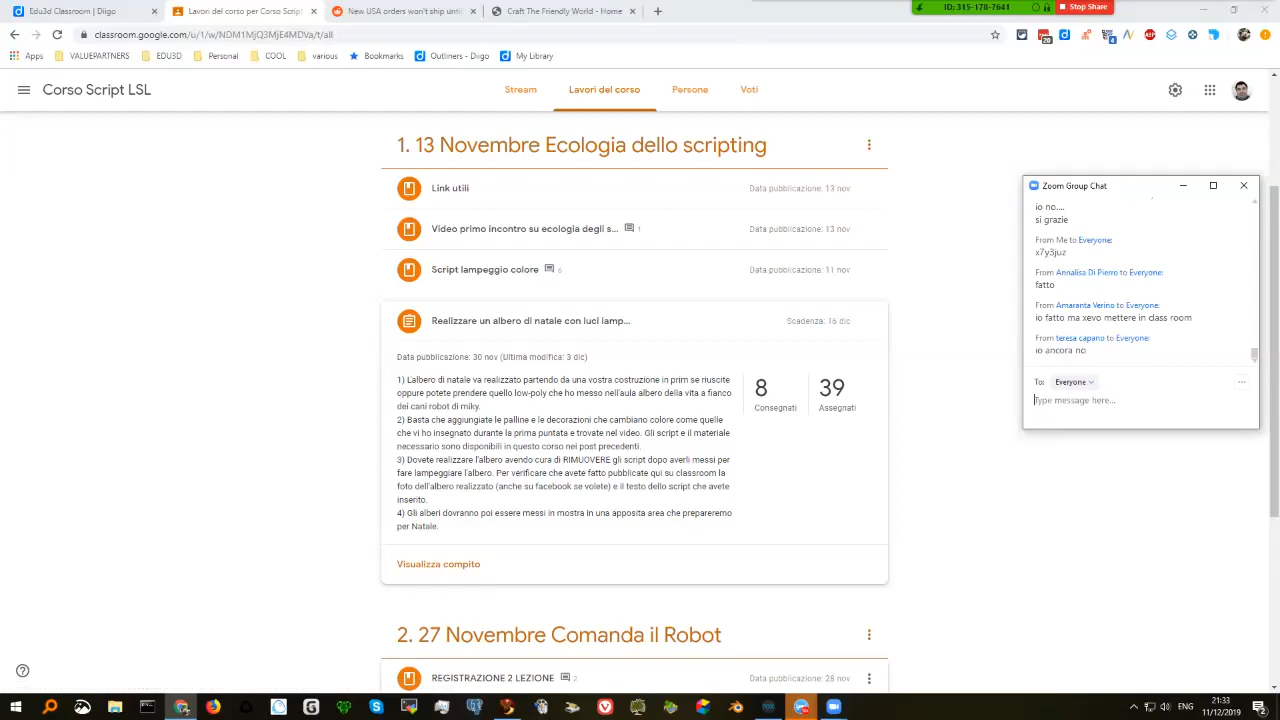 Edu3d Classroom | Diigo
Lavori del corso per Corso Scrip
New USA orders won't ship until
Craft The Friendly World - Home
ID: 315-178-7641
Stop Share
classroom.google.com/u/1/w/NDM1MjQ3MjE4MDVa/t/all
Apps
VALUEPARTNERS
EDU3D
Personal
COOL
various
Bookmarks
Outliners - Diigo
My Library
Corso Script LSL
Stream
Lavori del corso
Persone
Voti
1. 13 Novembre Ecologia dello scripting
Link utili
Data pubblicazione: 13 nov
Video primo incontro su ecologia degli s...
1
Data pubblicazione: 13 nov
Script lampeggio colore
6
Data pubblicazione: 11 nov
Realizzare un albero di natale con luci lamp...
Scadenza: 16 dic
Data pubblicazione: 30 nov (Ultima modifica: 3 dic)
1) L'albero di natale va realizzato partendo da una vostra costruzione in prim se riuscite
oppure potete prendere quello low-poly che ho messo nell'aula albero della vita a fianco
dei cani robot di miky.
2) Basta che aggiungiate le palline e le decorazioni che cambiano colore come quelle
che vi ho insegnato durante la prima puntata e trovate nel video. Gli script e il materiale
necessario sono disponibili in questo corso nei post precedenti.
3) Dovete realizzare l'albero avendo cura di RIMUOVERE gli script dopo averli messi per
fare lampeggiare l'albero. Per verificare che avete fatto pubblicate qui su classroom la
foto dell'albero realizzato (anche su facebook se volete) e il testo dello script che avete
inserito.
4) Gli alberi dovranno poi essere messi in mostra in una apposita area che prepareremo
per Natale.
8
Consegnati
39
Assegnati
Visualizza compito
2. 27 Novembre Comanda il Robot
REGISTRAZIONE 2 LEZIONE
2
Data pubblicazione: 28 nov
Zoom Group Chat
io no....
si grazie
From Me to Everyone:
x7y3juz
From Annalisa Di Pierro to Everyone:
fatto
From Amaranta Verino to Everyone:
io fatto ma xevo mettere in class room
From teresa capano to Everyone:
io ancora no
To:
Everyone
Type message here...
ENG
21:33
11/12/2019
2